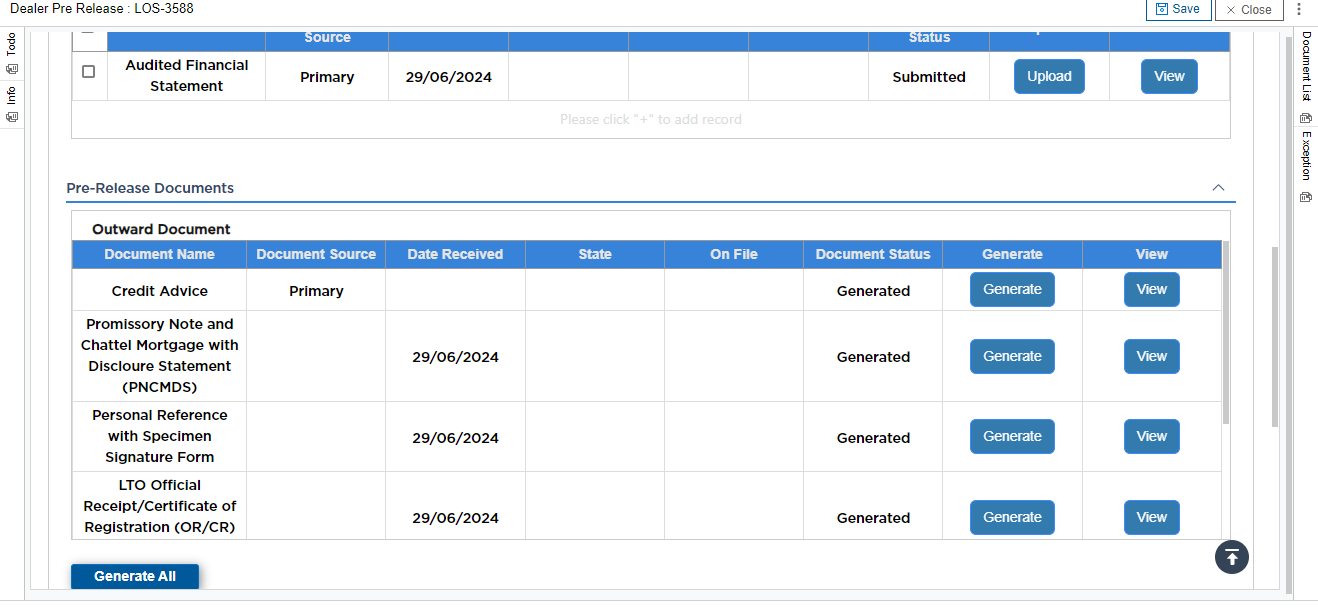 Dealer Pre Release : LOS-3588
Save
Close
Todo
Info
Document List
Exception
Source
Status
Audited Financial
Statement
Primary
29/06/2024
Submitted
Upload
View
Please click "+" to add record
Pre-Release Documents
Outward Document
Document Name
Document Source
Date Received
State
On File
Document Status
Generate
View
Credit Advice
Primary
Generated
Generate
View
Promissory Note and
Chattel Mortgage with
Discloure Statement
(PNCMDS)
29/06/2024
Generated
Generate
View
Personal Reference
with Specimen
Signature Form
29/06/2024
Generated
Generate
View
LTO Official
Receipt/Certificate of
Registration (OR/CR)
29/06/2024
Generated
Generate
View
Generate All